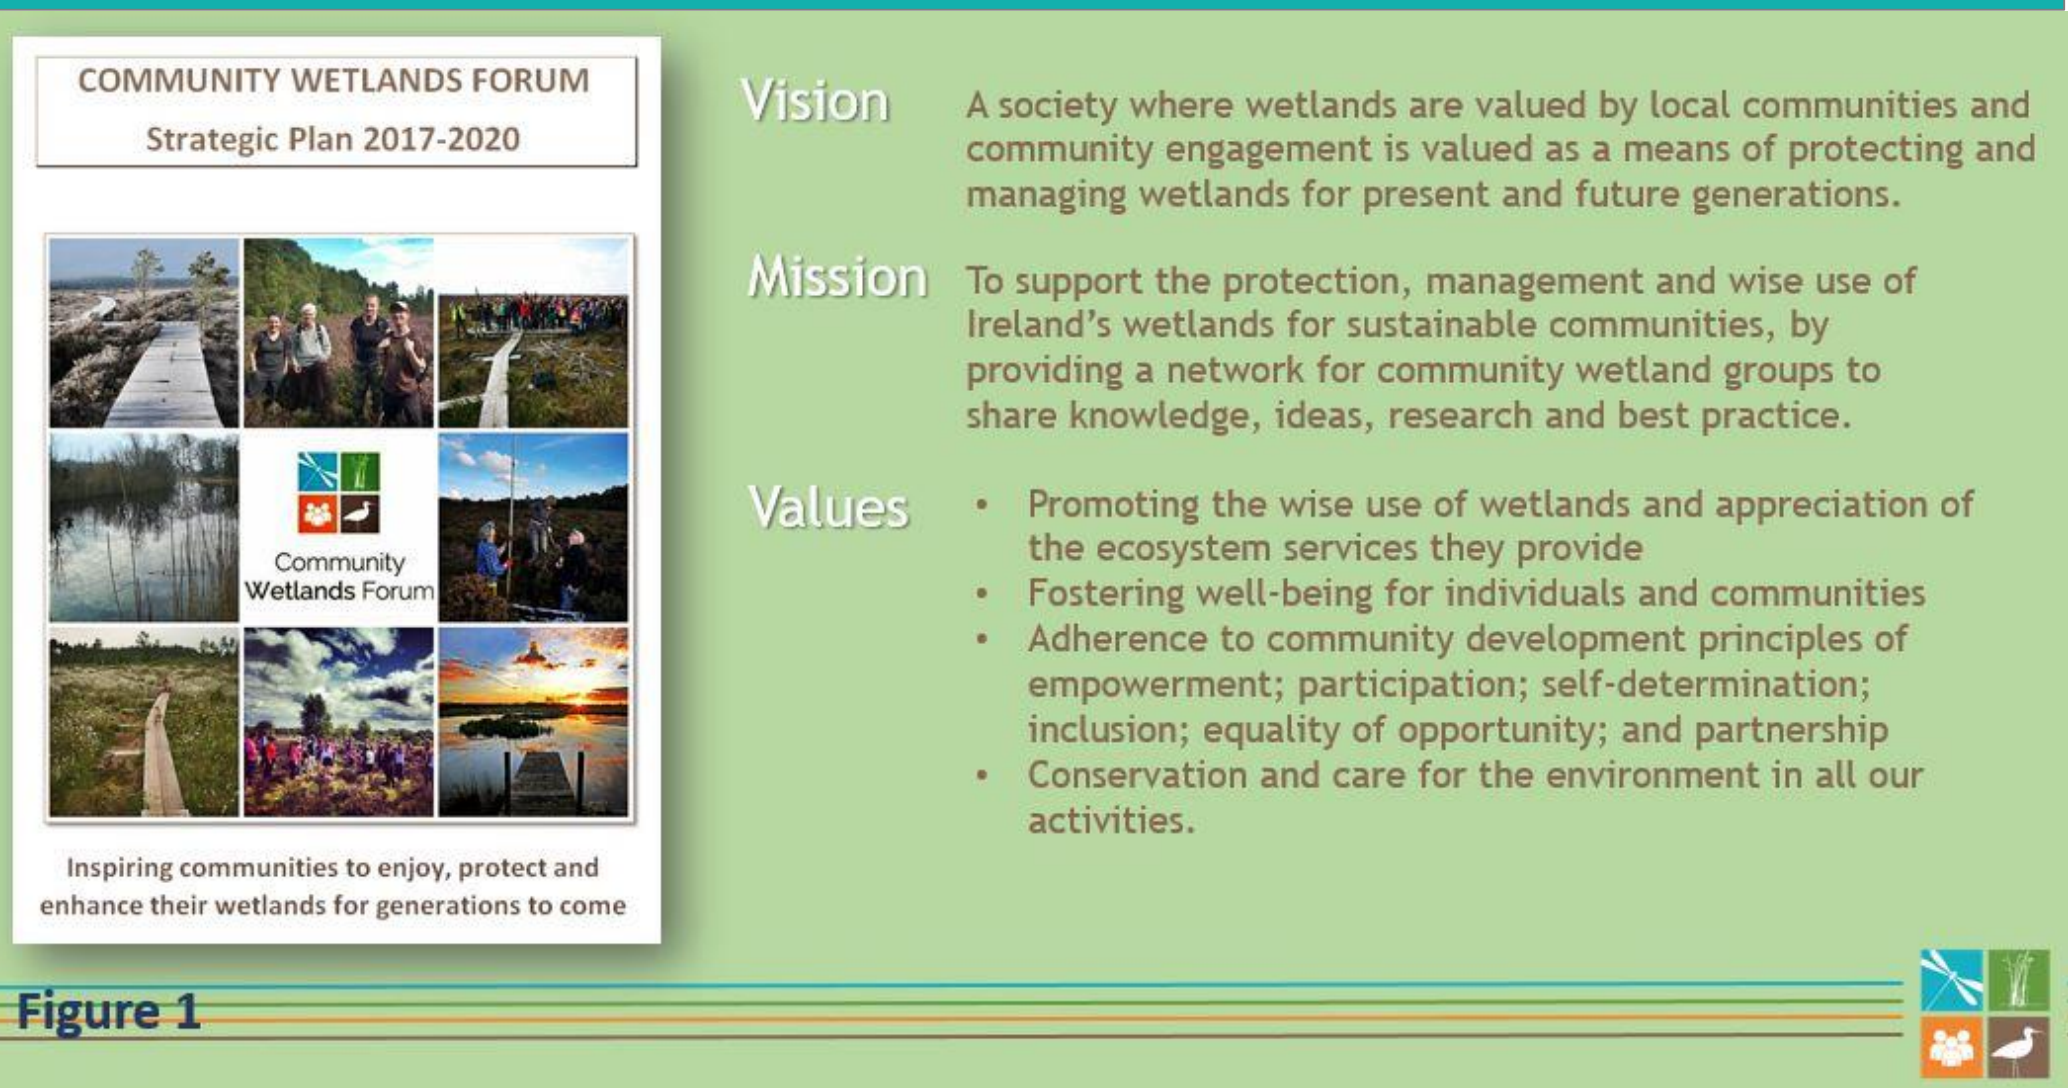 COMMUNITY WETLANDS FORUM
Strategic Plan 2017-2020
Community
Wetlands Forum
Inspiring communities to enjoy, protect and
enhance their wetlands for generations to come
Vision
A society where wetlands are valued by local communities and
community engagement is valued as a means of protecting and
managing wetlands for present and future generations.
Mission
To support the protection, management and wise use of
Ireland’s wetlands for sustainable communities, by
providing a network for community wetland groups to
share knowledge, ideas, research and best practice.
Values
• Promoting the wise use of wetlands and appreciation of
the ecosystem services they provide
• Fostering well-being for individuals and communities
• Adherence to community development principles of
empowerment; participation; self-determination;
inclusion; equality of opportunity; and partnership
• Conservation and care for the environment in all our
activities.
Figure 1